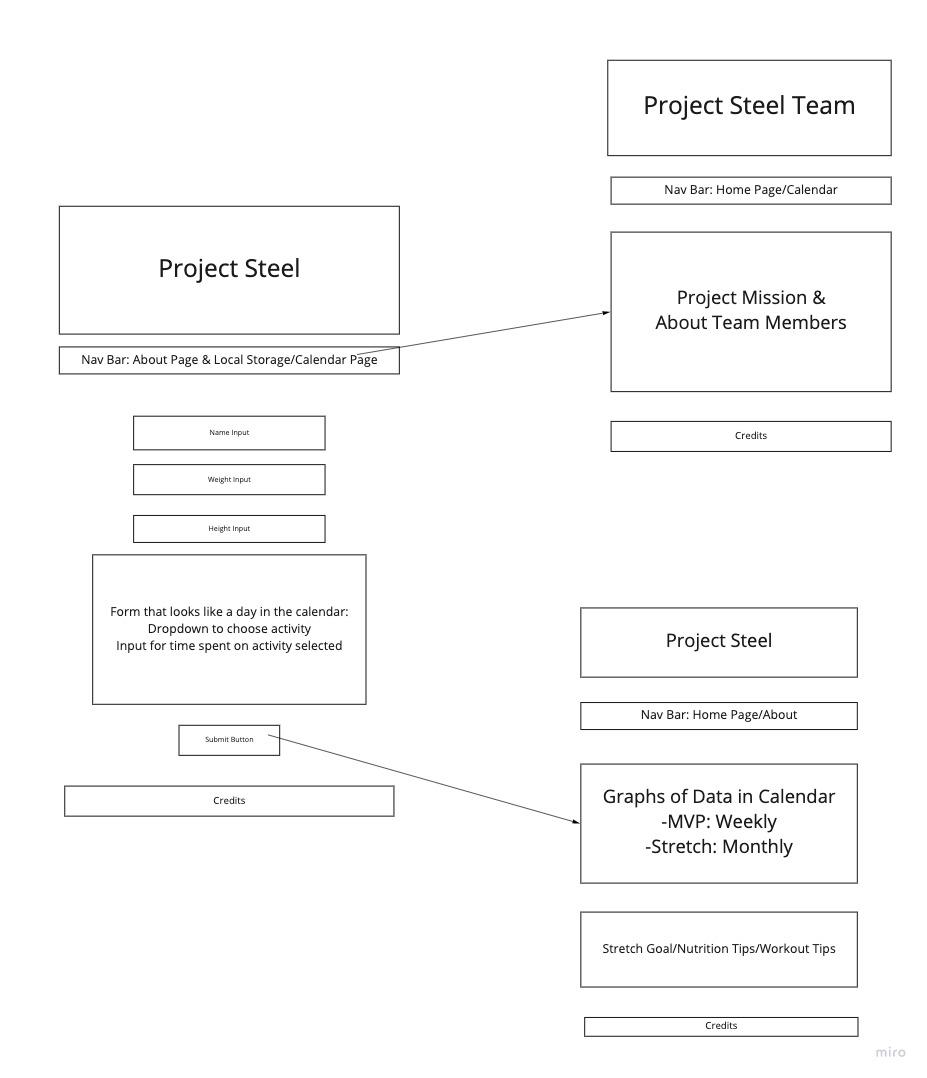 Project Steel
Nav Bar: About Page & Local Storage/Calendar Page
Name Input
Weight Input
Height Input
Form that looks like a day in the calendar:
Dropdown to choose activity
Input for time spent on activity selected
Submit Button
Credits
Project Steel Team
Nav Bar: Home Page/Calendar
Project Mission &
About Team Members
Credits
Project Steel
Nav Bar: Home Page/About
Graphs of Data in Calendar
-MVP: Weekly
-Stretch: Monthly
Stretch Goal/Nutrition Tips/Workout Tips
Credits
miro